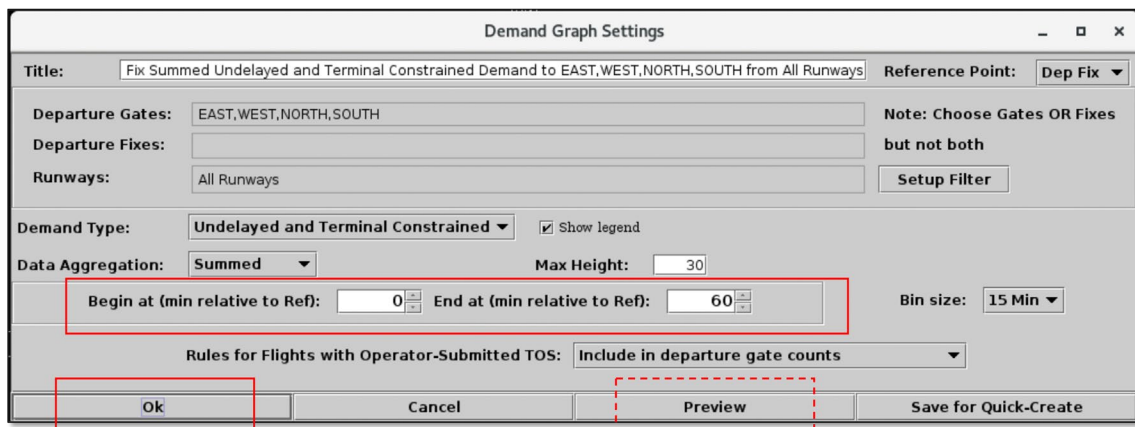 Demand Graph Settings
Title: Fix Summed Undelayed and Terminal Constrained Demand to EAST,WEST,NORTH,SOUTH from All Runways Reference Point: Dep Fix
Departure Gates: EAST,WEST,NORTH,SOUTH Note: Choose Gates OR Fixes
Departure Fixes: but not both
Runways: All Runways Setup Filter
Demand Type: Undelayed and Terminal Constrained Show legend
Data Aggregation: Summed Max Height: 30
Begin at (min relative to Ref): 0 End at (min relative to Ref): 60 Bin size: 15 Min
Rules for Flights with Operator-Submitted TOS: Include in departure gate counts
Ok Cancel Preview Save for Quick-Create